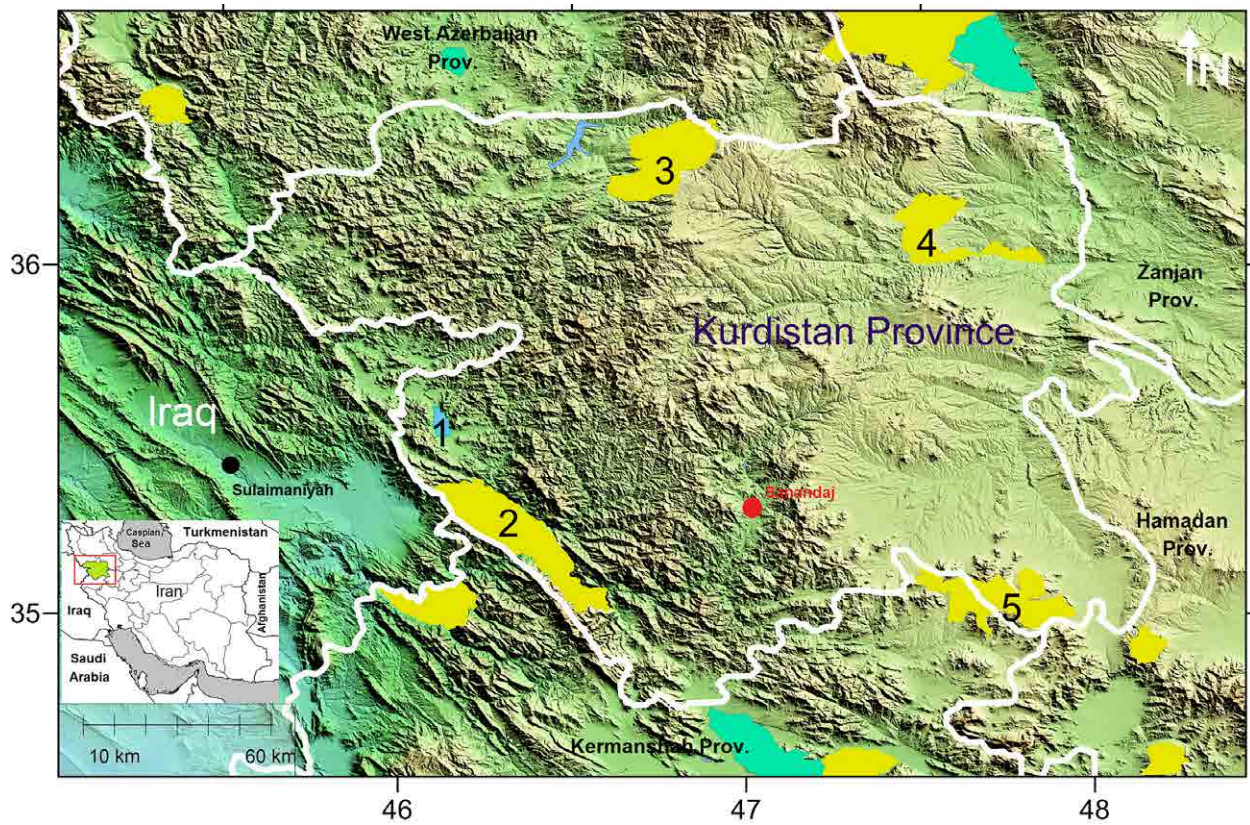 West Azerbaijan
Prov.
N
3
4
36
Zanjan
Prov.
Kurdistan Province
Iraq
1
Sulaimaniyah
Sanandaj
2
Hamadan
Prov.
Caspian
Sea
Turkmenistan
Iran
Afghanistan
Iraq
Saudi
Arabia
35
5
10 km
60 km
Kermanshah Prov.
46
47
48